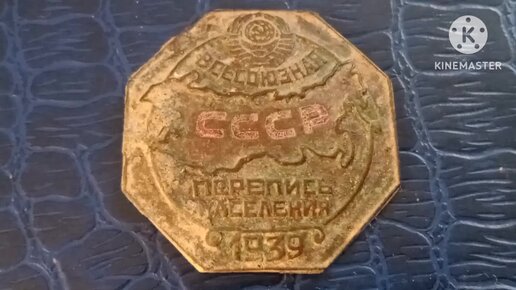 ВСЕСОЮЗНАЯ
СССР
ПЕРЕПИСЬ
НАСЕЛЕНИЯ
1939
KINEMASTER